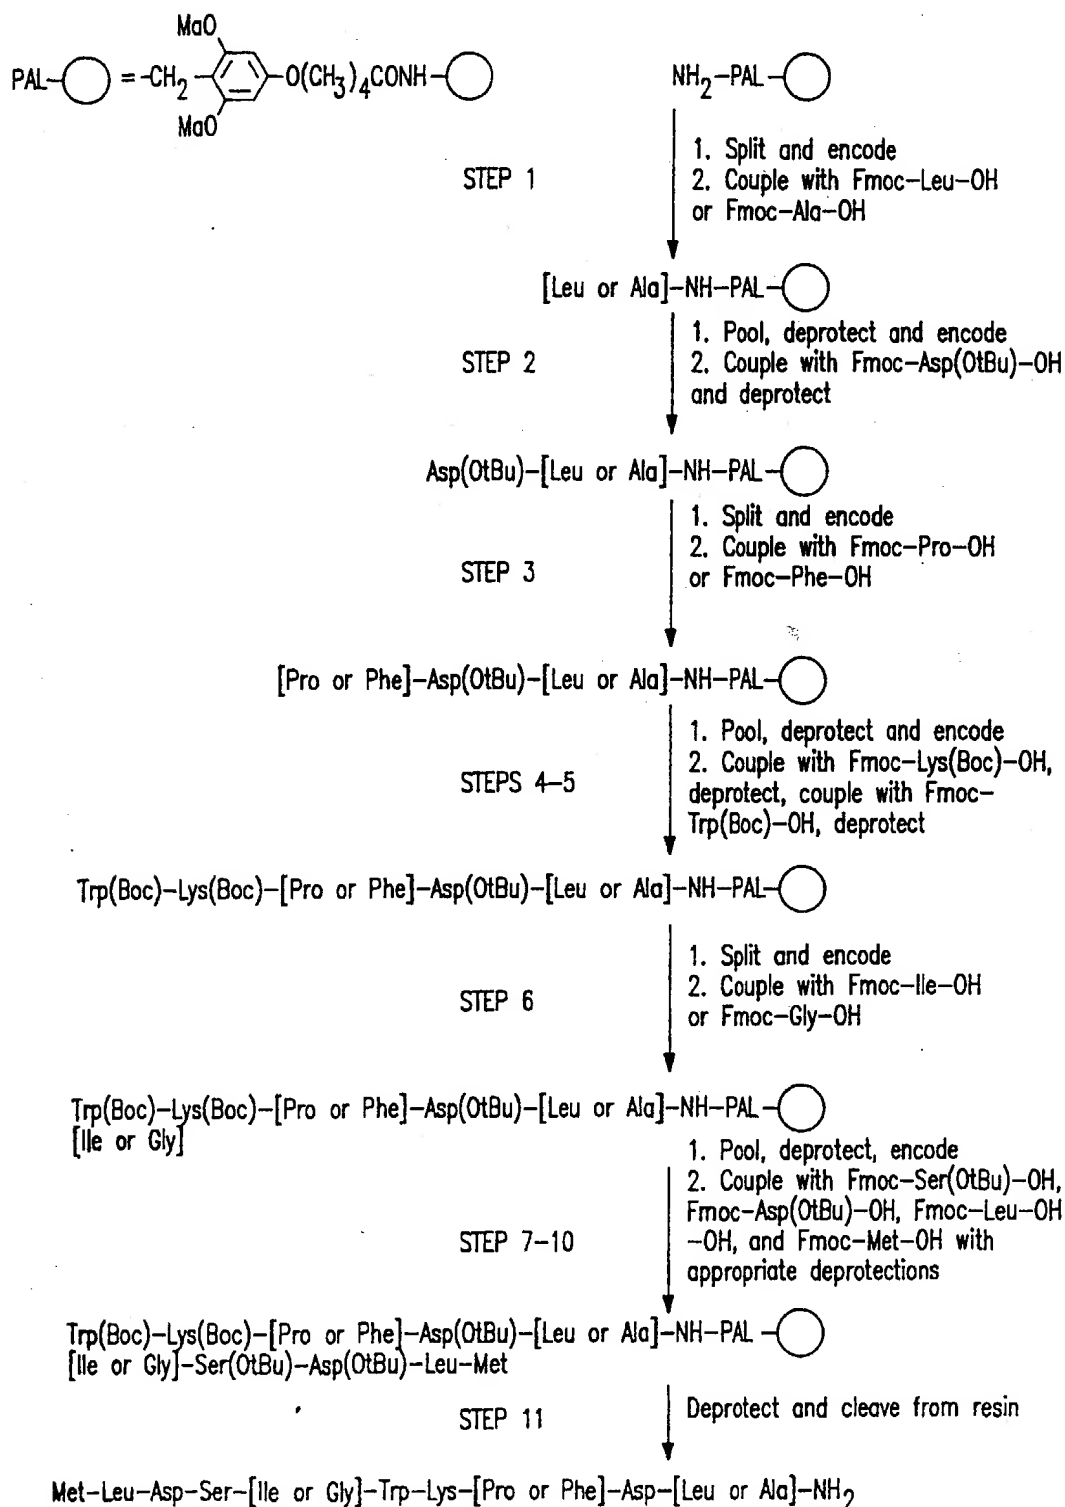 MaO
PAL- =-CH2- -O(CH3)4CONH-
MaO
NH2-PAL-
STEP 1
1. Split and encode
2. Couple with Fmoc-Leu-OH
or Fmoc-Ala-OH
[Leu or Ala]-NH-PAL-
STEP 2
1. Pool, deprotect and encode
2. Couple with Fmoc-Asp(OtBu)-OH
and deprotect
Asp(OtBu)-[Leu or Ala]-NH-PAL-
STEP 3
1. Split and encode
2. Couple with Fmoc-Pro-OH
or Fmoc-Phe-OH
[Pro or Phe]-Asp(OtBu)-[Leu or Ala]-NH-PAL-
STEPS 4-5
1. Pool, deprotect and encode
2. Couple with Fmoc-Lys(Boc)-OH,
deprotect, couple with Fmoc-
Trp(Boc)-OH, deprotect
Trp(Boc)-Lys(Boc)-[Pro or Phe]-Asp(OtBu)-[Leu or Ala]-NH-PAL-
STEP 6
1. Split and encode
2. Couple with Fmoc-Ile-OH
or Fmoc-Gly-OH
Trp(Boc)-Lys(Boc)-[Pro or Phe]-Asp(OtBu)-[Leu or Ala]-NH-PAL-
[Ile or Gly]
STEP 7-10
1. Pool, deprotect, encode
2. Couple with Fmoc-Ser(OtBu)-OH,
Fmoc-Asp(OtBu)-OH, Fmoc-Leu-OH
-OH, and Fmoc-Met-OH with
appropriate deprotections
Trp(Boc)-Lys(Boc)-[Pro or Phe]-Asp(OtBu)-[Leu or Ala]-NH-PAL-
[Ile or Gly]-Ser(OtBu)-Asp(OtBu)-Leu-Met
STEP 11
Deprotect and cleave from resin
Met-Leu-Asp-Ser-[Ile or Gly]-Trp-Lys-[Pro or Phe]-Asp-[Leu or Ala]-NH2